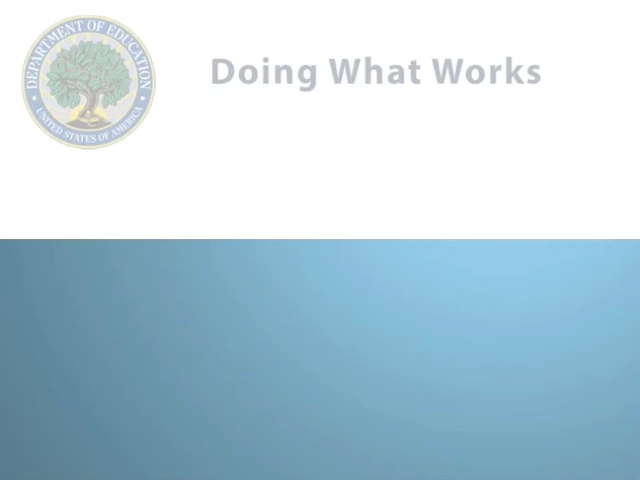 DEPARTMENT OF EDUCATION
UNITED STATES OF AMERICA
Doing What Works